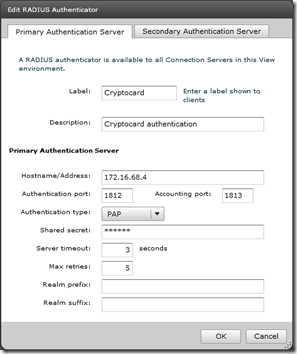 Edit RADIUS Authenticator
Primary Authentication Server
Secondary Authentication Server
A RADIUS authenticator is available to all Connection Servers in this View
environment.
Label: Cryptocard Enter a label shown to
clients
Description: Cryptocard authentication
Primary Authentication Server
Hostname/Address: 172.16.68.4
Authentication port: 1812 Accounting port: 1813
Authentication type: PAP
Shared secret: ******
Server timeout: 3 seconds
Max retries: 5
Realm prefix:
Realm suffix:
OK Cancel